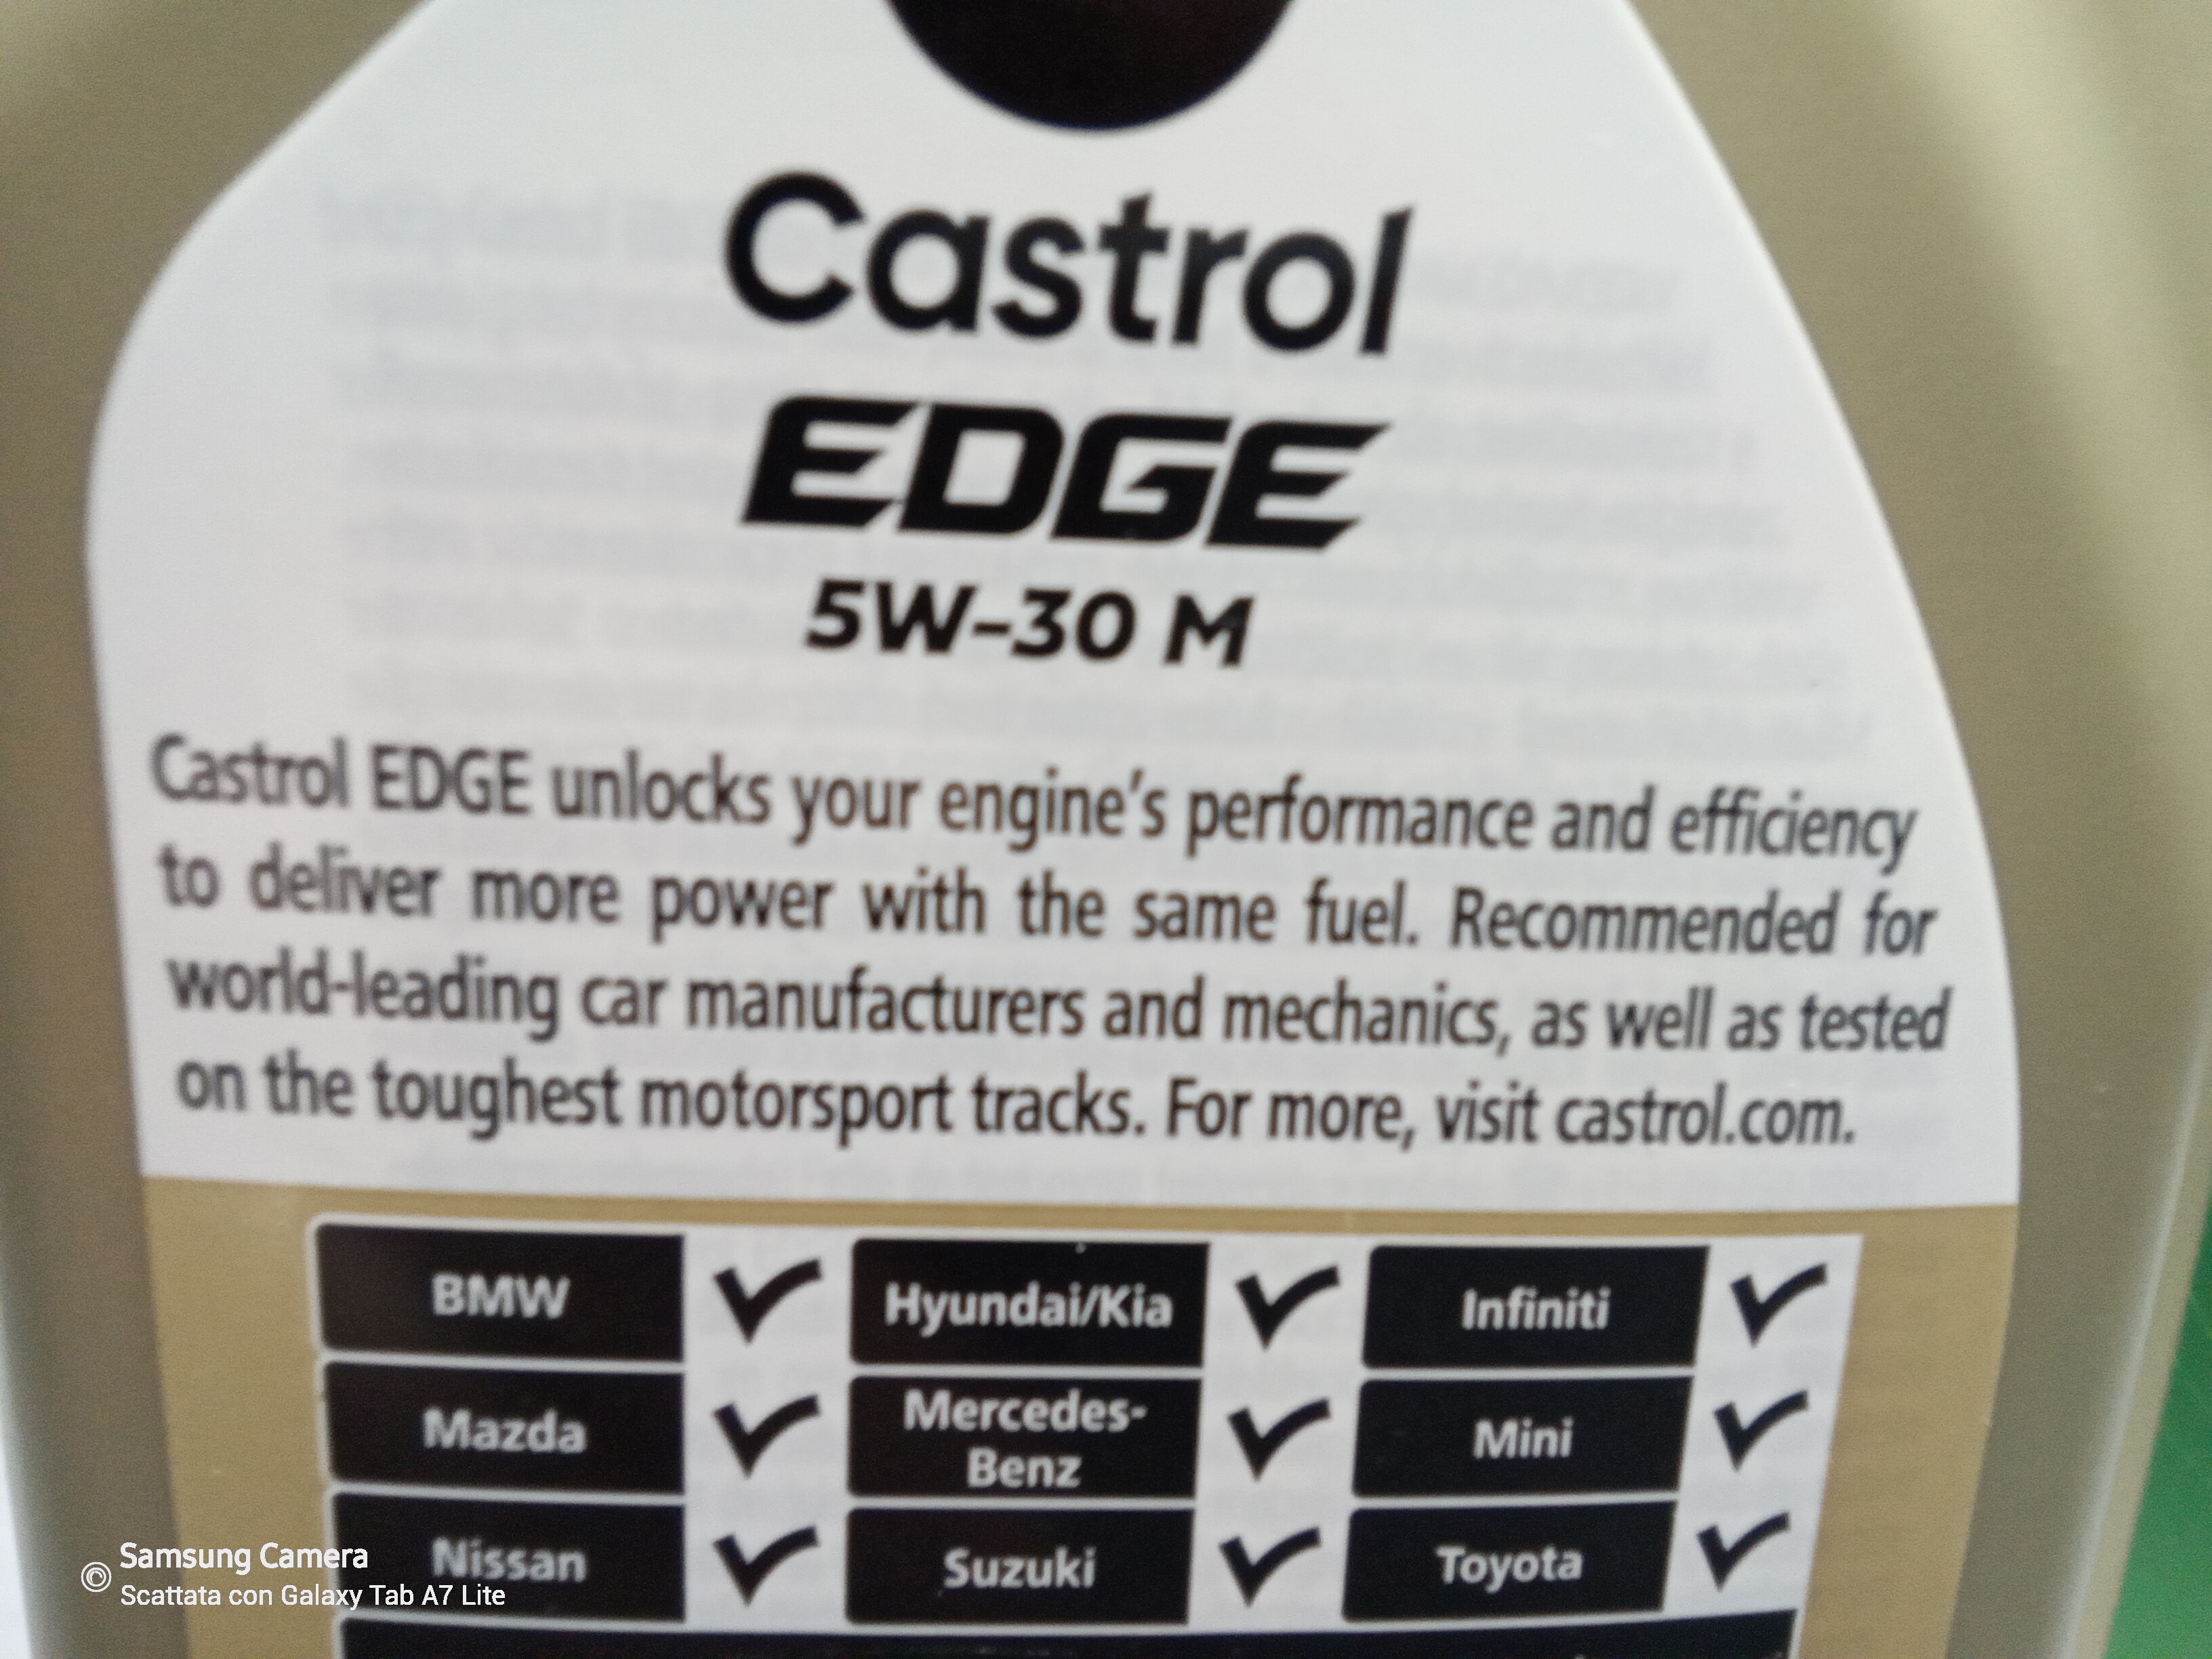 Castrol
EDGE
5W-30 M
Castrol EDGE unlocks your engine's performance and efficiency
to deliver more power with the same fuel. Recommended for
world-leading car manufacturers and mechanics, as well as tested
on the toughest motorsport tracks. For more, visit castrol.com.
BMW ✓ Hyundai/Kia ✓ Infiniti ✓
Mazda ✓ Mercedes-
Benz ✓ Mini ✓
Nissan ✓ Suzuki ✓ Toyota ✓
Samsung Camera
Scattata con Galaxy Tab A7 Lite